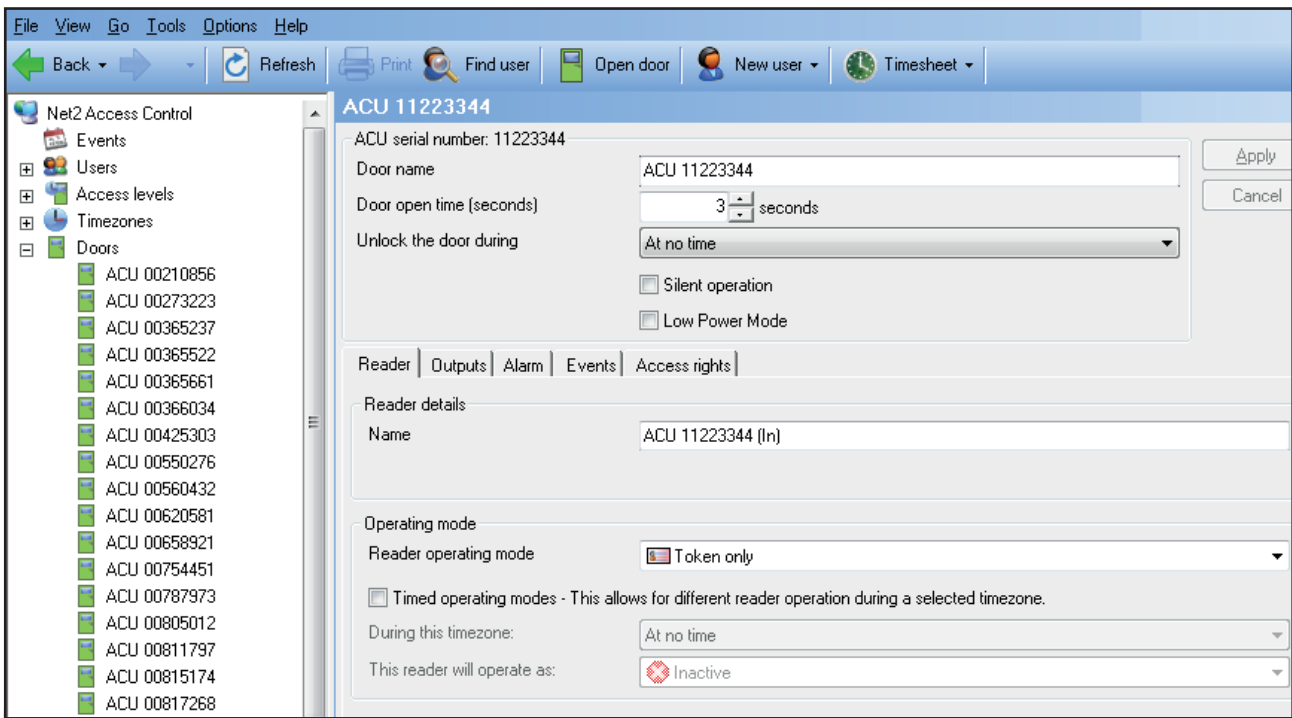 File View Go Tools Options Help
Back Refresh Print Find user Open door New user Timesheet
Net2 Access Control
Events
Users
Access levels
Timezones
Doors
ACU 00210856
ACU 00273223
ACU 00365237
ACU 00365522
ACU 00365661
ACU 00366034
ACU 00425303
ACU 00550276
ACU 00560432
ACU 00620581
ACU 00658921
ACU 00754451
ACU 00787973
ACU 00805012
ACU 00811797
ACU 00815174
ACU 00817268
ACU 11223344
ACU serial number: 11223344
Door name ACU 11223344
Door open time (seconds) 3 seconds
Unlock the door during At no time
Silent operation
Low Power Mode
Apply
Cancel
Reader Outputs Alarm Events Access rights
Reader details
Name ACU 11223344 (In)
Operating mode
Reader operating mode Token only
Timed operating modes - This allows for different reader operation during a selected timezone.
During this timezone: At no time
This reader will operate as: Inactive